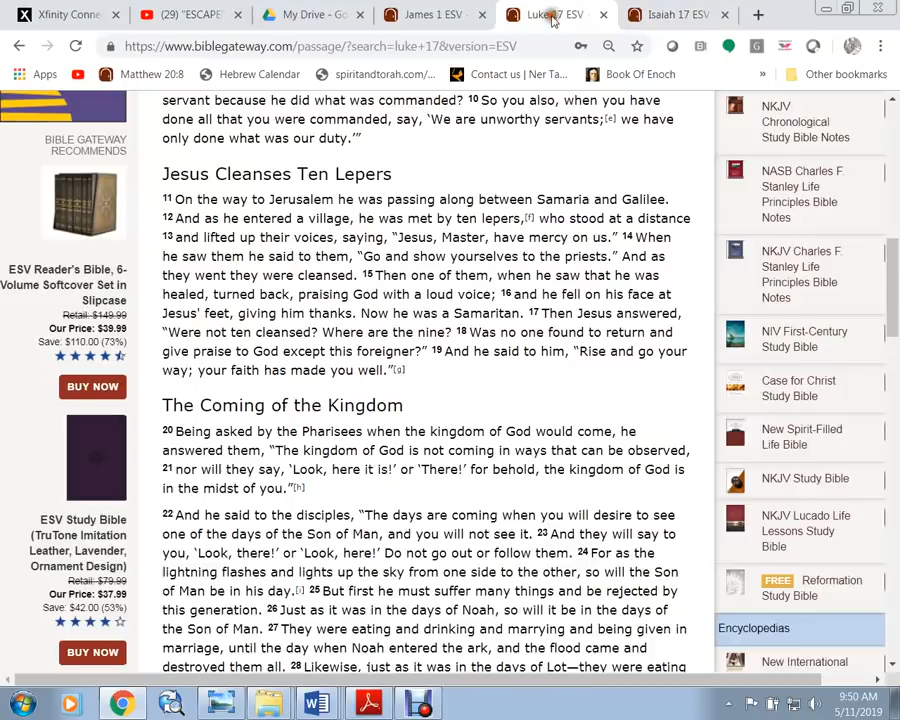 Xfinity Conne
(29) "ESCAPE
My Drive - Go
James 1 ESV -
Luke 17 ESV -
Isaiah 17 ESV
https://www.biblegateway.com/passage/?search=luke+17&version=ESV
Apps
Matthew 20:8
Hebrew Calendar
spiritandtorah.com/...
Contact us | Ner Ta...
Book Of Enoch
»
Other bookmarks
BIBLE GATEWAY
RECOMMENDS
ESV Reader's Bible, 6-
Volume Softcover Set in
Slipcase
Retail: $149.99
Our Price: $39.99
Save: $110.00 (73%)
BUY NOW
ESV Study Bible
(TruTone Imitation
Leather, Lavender,
Ornament Design)
Retail: $79.99
Our Price: $37.99
Save: $42.00 (53%)
BUY NOW
servant because he did what was commanded? 10 So you also, when you have
done all that you were commanded, say, ‘We are unworthy servants;[e] we have
only done what was our duty.’”
Jesus Cleanses Ten Lepers
11 On the way to Jerusalem he was passing along between Samaria and Galilee.
12 And as he entered a village, he was met by ten lepers,[f] who stood at a distance
13 and lifted up their voices, saying, “Jesus, Master, have mercy on us.” 14 When
he saw them he said to them, “Go and show yourselves to the priests.” And as
they went they were cleansed. 15 Then one of them, when he saw that he was
healed, turned back, praising God with a loud voice; 16 and he fell on his face at
Jesus' feet, giving him thanks. Now he was a Samaritan. 17 Then Jesus answered,
“Were not ten cleansed? Where are the nine? 18 Was no one found to return and
give praise to God except this foreigner?” 19 And he said to him, “Rise and go your
way; your faith has made you well.”[g]
The Coming of the Kingdom
20 Being asked by the Pharisees when the kingdom of God would come, he
answered them, “The kingdom of God is not coming in ways that can be observed,
21 nor will they say, ‘Look, here it is!’ or ‘There!’ for behold, the kingdom of God is
in the midst of you.”[h]
22 And he said to the disciples, “The days are coming when you will desire to see
one of the days of the Son of Man, and you will not see it. 23 And they will say to
you, ‘Look, there!’ or ‘Look, here!’ Do not go out or follow them. 24 For as the
lightning flashes and lights up the sky from one side to the other, so will the Son
of Man be in his day.[i] 25 But first he must suffer many things and be rejected by
this generation. 26 Just as it was in the days of Noah, so will it be in the days of
the Son of Man. 27 They were eating and drinking and marrying and being given in
marriage, until the day when Noah entered the ark, and the flood came and
destroyed them all. 28 Likewise, just as it was in the days of Lot—they were eating
NKJV
Chronological
Study Bible Notes
NASB Charles F.
Stanley Life
Principles Bible
Notes
NKJV Charles F.
Stanley Life
Principles Bible
Notes
NIV First-Century
Study Bible
Case for Christ
Study Bible
New Spirit-Filled
Life Bible
NKJV Study Bible
NKJV Lucado Life
Lessons Study
Bible
FREE Reformation
Study Bible
Encyclopedias
New International
9:50 AM
5/11/2019